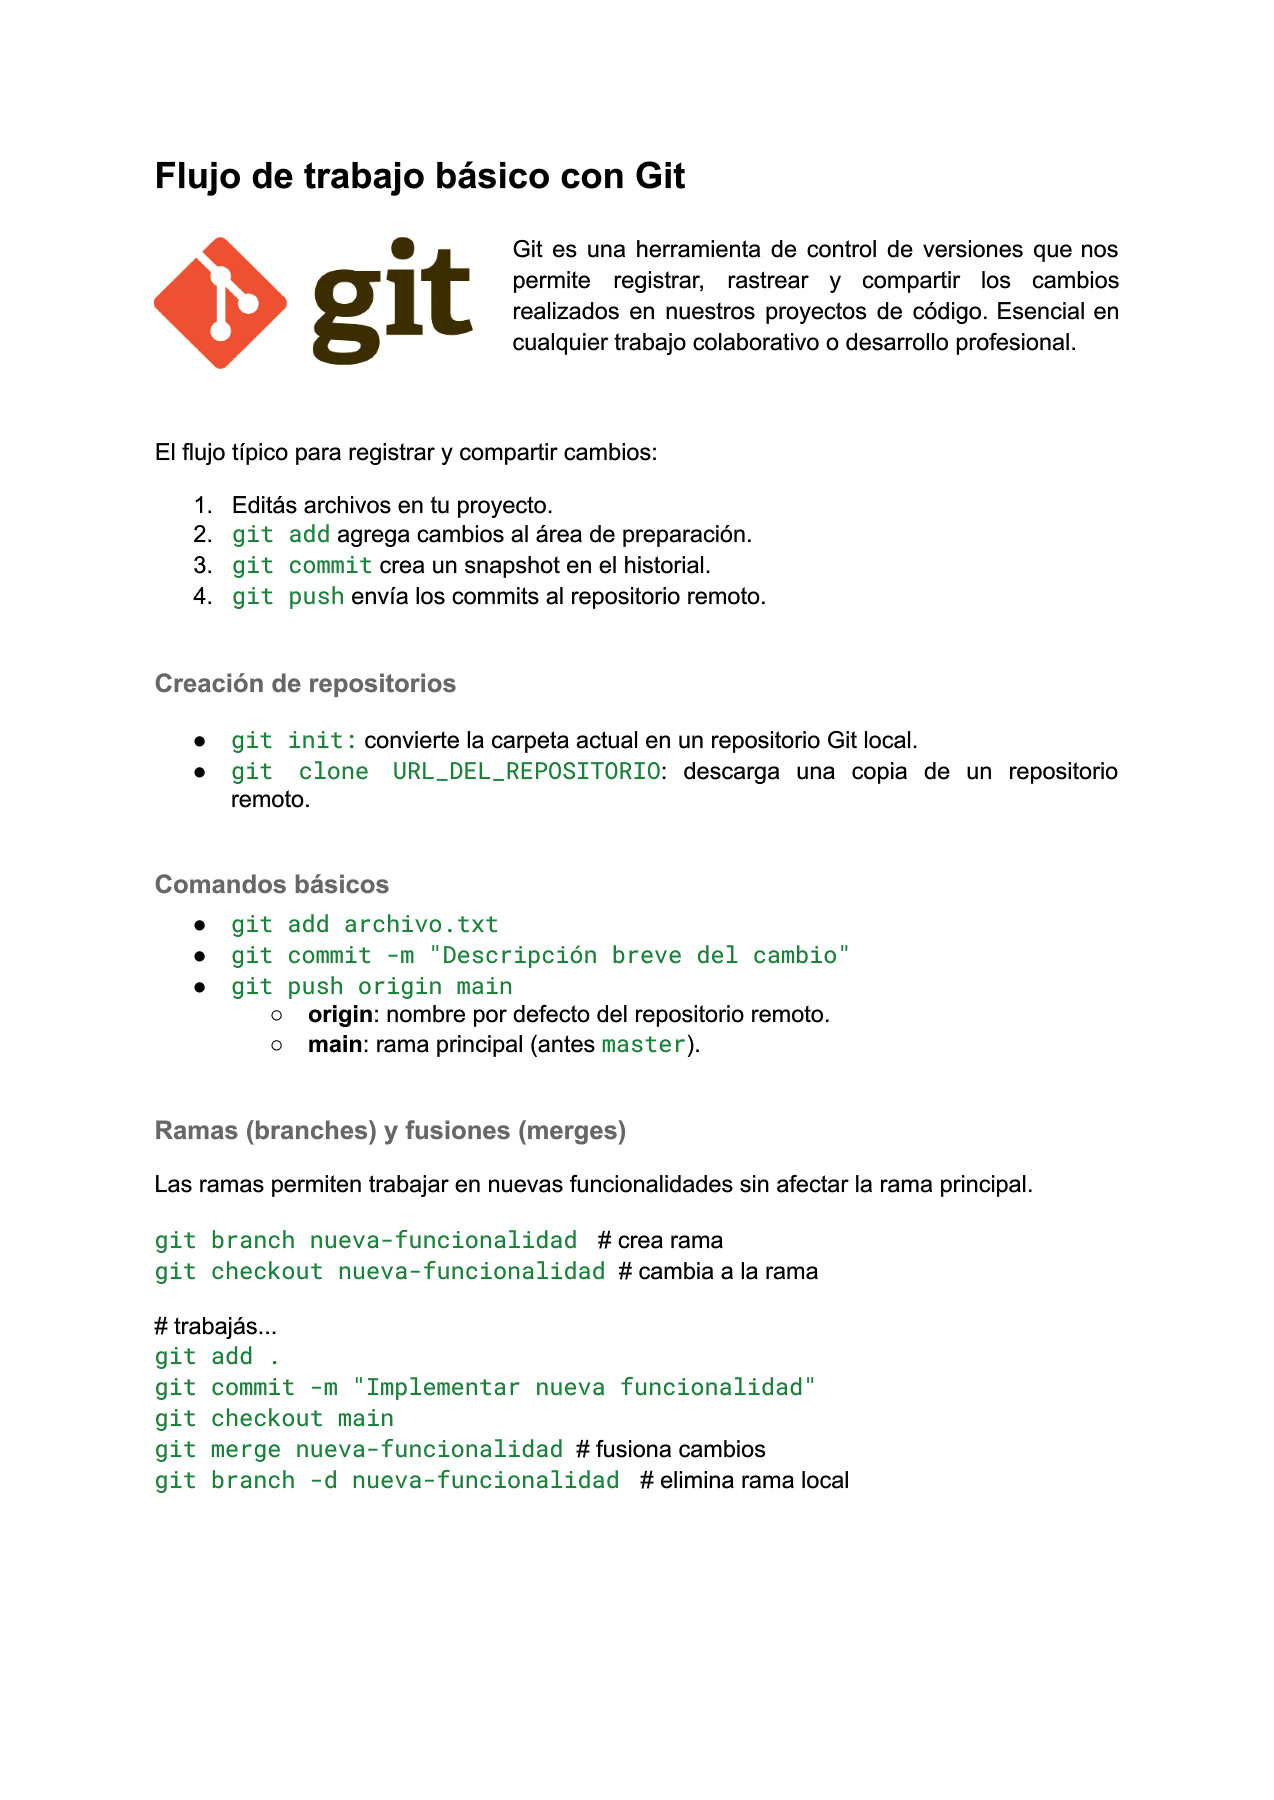 Flujo de trabajo básico con Git
git
Git es una herramienta de control de versiones que nos
permite registrar, rastrear y compartir los cambios
realizados en nuestros proyectos de código. Esencial en
cualquier trabajo colaborativo o desarrollo profesional.
El flujo típico para registrar y compartir cambios:
1. Editás archivos en tu proyecto.
2. git add agrega cambios al área de preparación.
3. git commit crea un snapshot en el historial.
4. git push envía los commits al repositorio remoto.
Creación de repositorios
● git init: convierte la carpeta actual en un repositorio Git local.
● git clone URL_DEL_REPOSITORIO: descarga una copia de un repositorio
remoto.
Comandos básicos
● git add archivo.txt
● git commit -m "Descripción breve del cambio"
● git push origin main
○ origin: nombre por defecto del repositorio remoto.
○ main: rama principal (antes master).
Ramas (branches) y fusiones (merges)
Las ramas permiten trabajar en nuevas funcionalidades sin afectar la rama principal.
git branch nueva-funcionalidad # crea rama
git checkout nueva-funcionalidad # cambia a la rama
# trabajás...
git add .
git commit -m "Implementar nueva funcionalidad"
git checkout main
git merge nueva-funcionalidad # fusiona cambios
git branch -d nueva-funcionalidad # elimina rama local